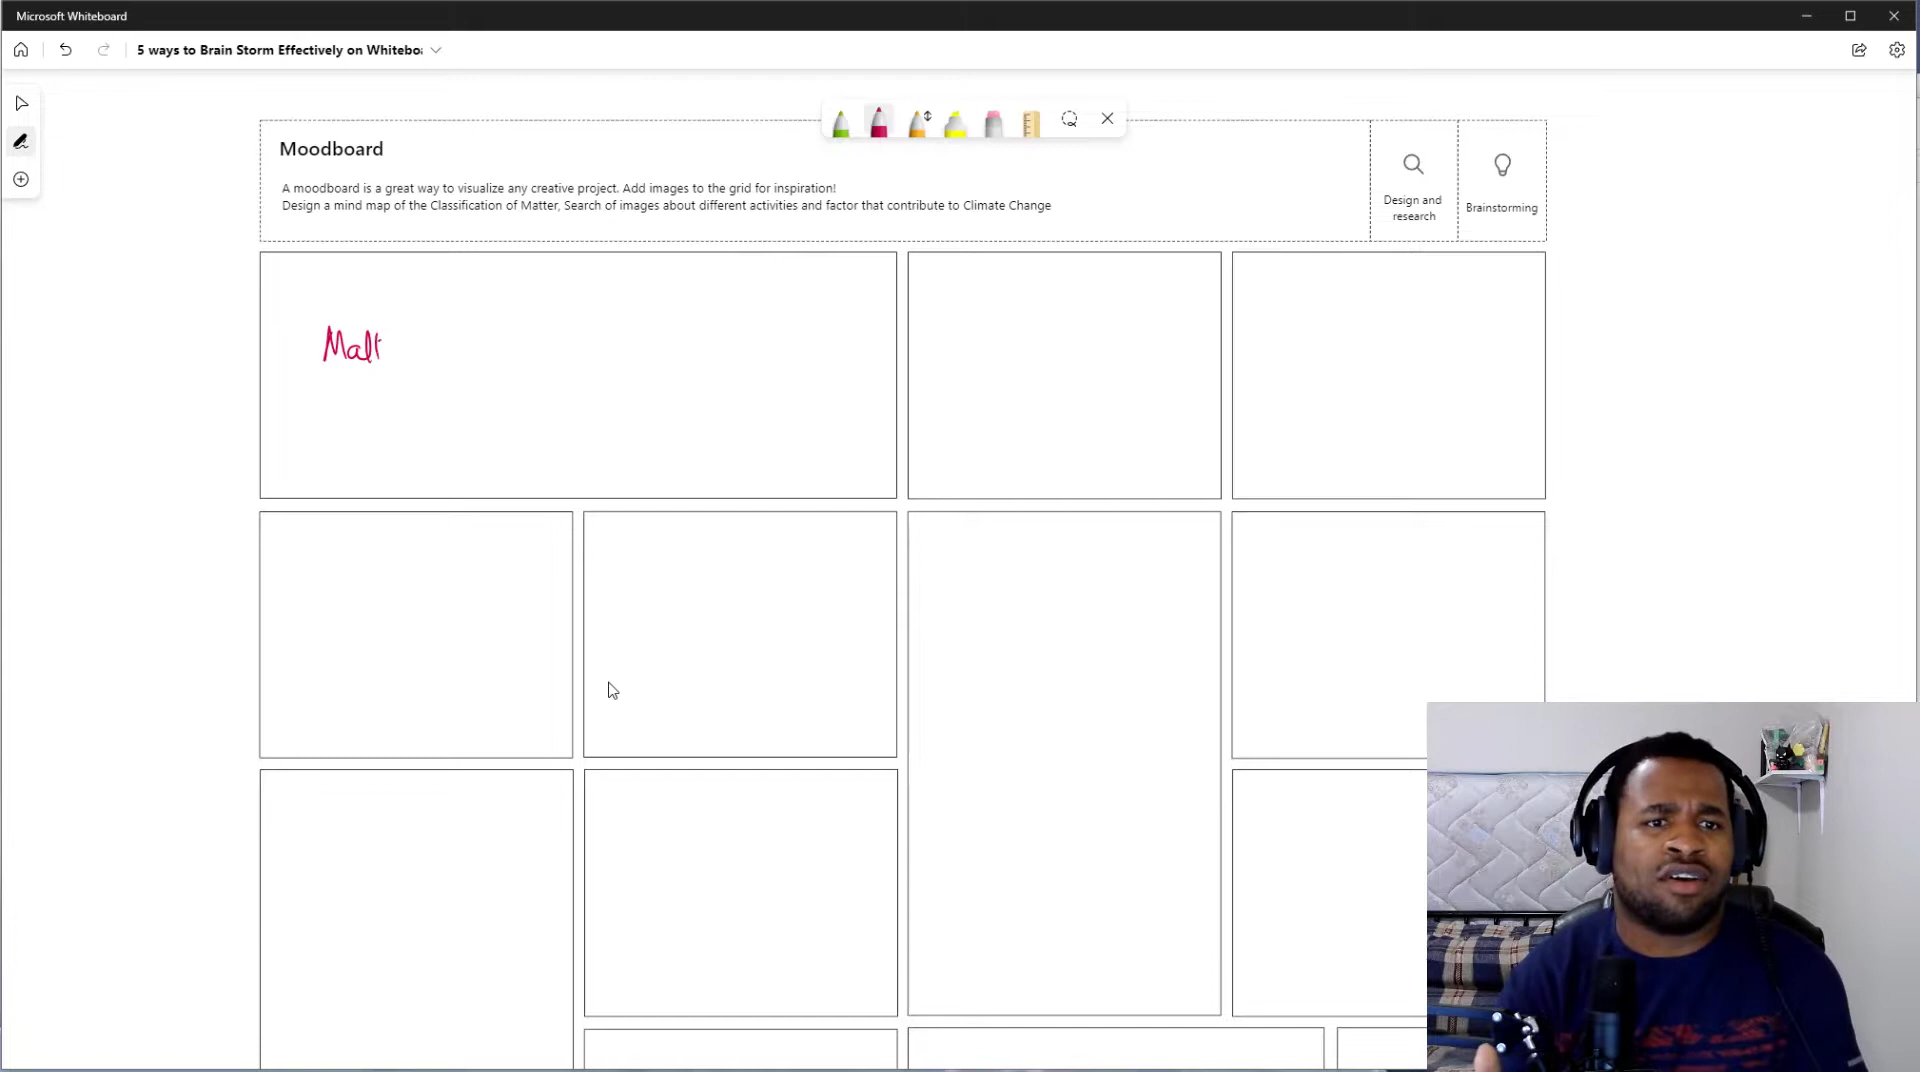 Microsoft Whiteboard
5 ways to Brain Storm Effectively on Whitebo
Moodboard
A moodboard is a great way to visualize any creative project. Add images to the grid for inspiration!
Design a mind map of the Classification of Matter, Search of images about different activities and factor that contribute to Climate Change
Design and
research
Brainstorming